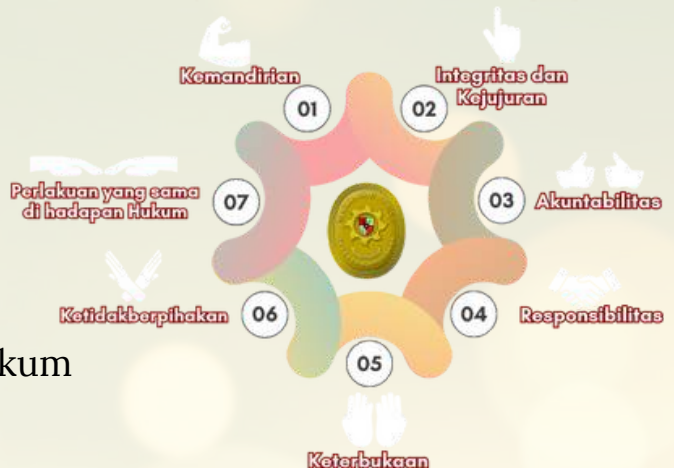 Kemandirian
01
Integritas dan
Kejujuran
02
03
Akuntabilitas
04
Responsibilitas
05
Keterbukaan
06
Ketidakberpihakan
07
Perlakuan yang sama
di hadapan Hukum
kum